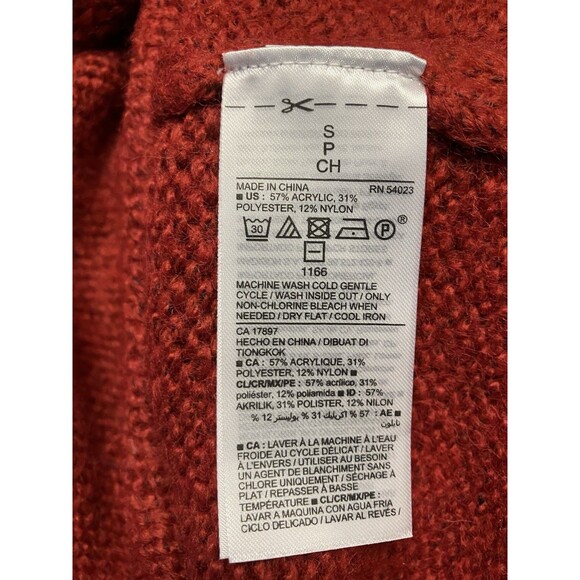 S
P
CH
MADE IN CHINA RN 54023
■ US : 57% ACRYLIC, 31%
POLYESTER, 12% NYLON
30 P ®
1166
MACHINE WASH COLD GENTLE
CYCLE / WASH INSIDE OUT / ONLY
NON-CHLORINE BLEACH WHEN
NEEDED / DRY FLAT / COOL IRON
CA 17897
HECHO EN CHINA / DIBUAT DI
TIONGKOK
■ CA : 57% ACRYLIQUE, 31%
POLYESTER, 12% NYLON ■
CL/CR/MX/PE : 57% acrílico, 31%
poliéster, 12% poliamida ■ ID : 57%
AKRILIK, 31% POLISTER, 12% NILON
■ AE : 57 % اكريليك 31 % بوليستر 12 %
نايلون
■ CA : LAVER À LA MACHINE À L'EAU
FROIDE AU CYCLE DÉLICAT / LAVER
À L'ENVERS / UTILISER AU BESOIN
UN AGENT DE BLANCHIMENT SANS
CHLORE UNIQUEMENT / SÉCHAGE À
PLAT / REPASSER À BASSE
TEMPÉRATURE ■ CL/CR/MX/PE :
LAVAR A MAQUINA CON AGUA FRIA
/ CICLO DELICADO / LAVAR AL REVÉS /